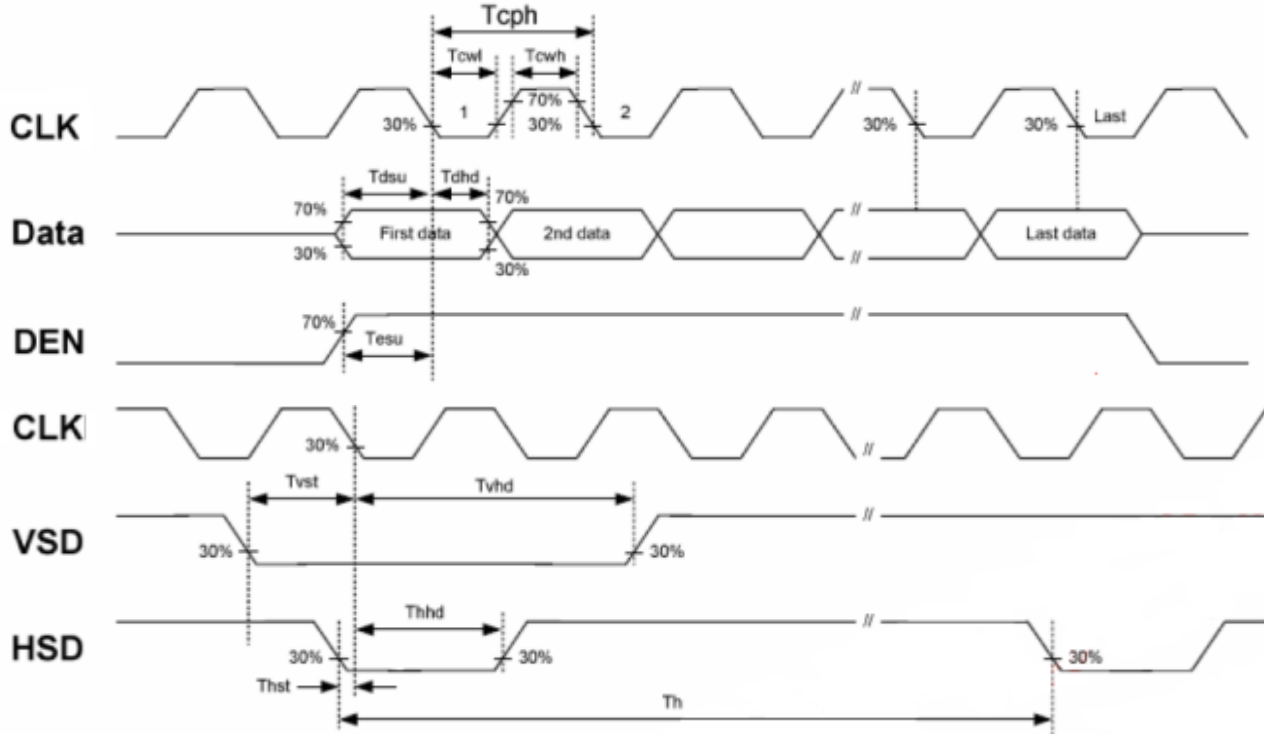 Tcph
Tcwl Tcwh
CLK 30% 1 70% 30% 2 // 30% 30% Last
Tdsu Tdhd
70% 70%
Data First data 2nd data // Last data
30% 30%
//
70%
DEN Tesu
CLK 30% //
Tvst Tvhd
VSD 30% 30% //
Thhd
HSD 30% 30% // 30%
Thst
Th